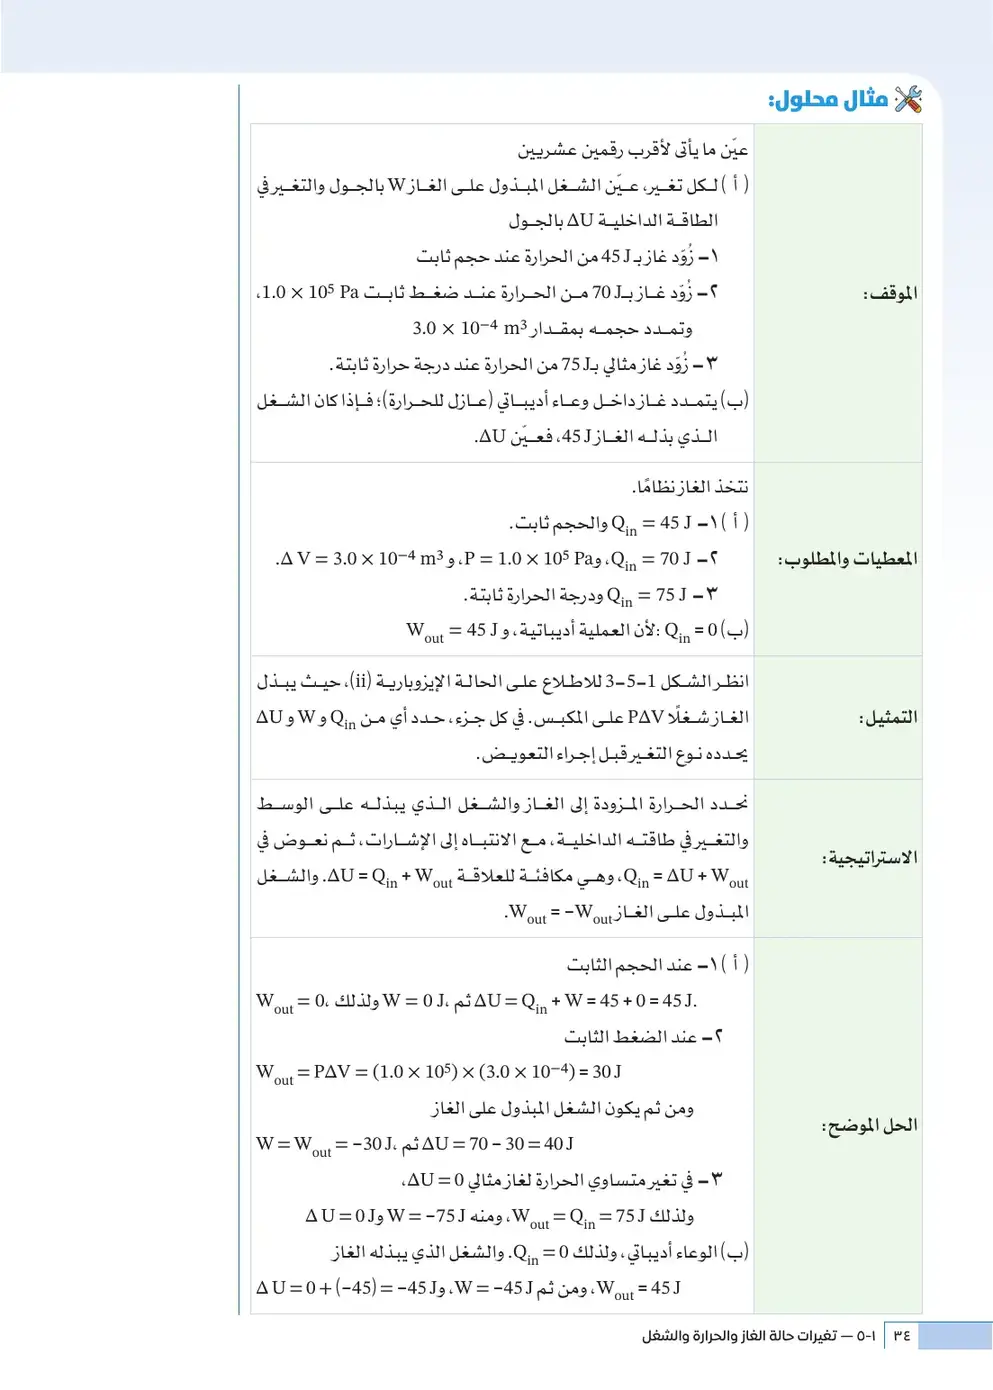 مثال محلول:
الموقف:
عيّن ما يأتي لأقرب رقمين عشريين
( أ ) لكل تغير، عيّن الشغل المبذول على الغاز W بالجول والتغير في
الطاقة الداخلية ΔU بالجول
١– زُوّد غاز بـ 45 J من الحرارة عند حجم ثابت
٢– زُوّد غاز بـ 70 J من الحرارة عند ضغط ثابت 1.0 × 10⁵ Pa،
وتمدد حجمه بمقدار 3.0 × 10⁻⁴ m³
٣– زُوّد غاز مثالي بـ 75 J من الحرارة عند درجة حرارة ثابتة.
(ب) يتمدد غاز داخل وعاء أديباتي (عازل للحرارة)؛ فإذا كان الشغل
الذي بذله الغاز 45 J، فعيّن ΔU.
المعطيات والمطلوب:
نتخذ الغاز نظامًا.
( أ ) ١– Qin = 45 J والحجم ثابت.
٢– Qin = 70 J، وP = 1.0 × 10⁵ Pa، و Δ V = 3.0 × 10⁻⁴ m³.
٣– Qin = 75 J ودرجة الحرارة ثابتة.
(ب) Qin = 0 :لأن العملية أديباتية، و Wout = 45 J
التمثيل:
انظر الشكل 1–5–3 للاطلاع على الحالة الإيزوبارية (ii)، حيث يبذل
الغاز شغلًا PΔV على المكبس. في كل جزء، حدد أي من Qin و W و ΔU
يحدده نوع التغير قبل إجراء التعويض.
الاستراتيجية:
نحدد الحرارة المزودة إلى الغاز والشغل الذي يبذله على الوسط
والتغير في طاقته الداخلية، مع الانتباه إلى الإشارات، ثم نعوض في
Qin = ΔU + Wout، وهي مكافئة للعلاقة ΔU = Qin + Wout. والشغل
المبذول على الغاز Wout = –Wout.
الحل الموضح:
( أ ) ١– عند الحجم الثابت
Wout = 0، ولذلك W = 0 J، ثم ΔU = Qin + W = 45 + 0 = 45 J.
٢– عند الضغط الثابت
Wout = PΔV = (1.0 × 10⁵) × (3.0 × 10⁻⁴) = 30 J
ومن ثم يكون الشغل المبذول على الغاز
W = Wout = –30 J، ثم ΔU = 70 – 30 = 40 J
٣– في تغير متساوي الحرارة لغاز مثالي ΔU = 0،
ولذلك Wout = Qin = 75 J، ومنه W = –75 J وΔ U = 0 J
(ب) الوعاء أديباتي، ولذلك Qin = 0. والشغل الذي يبذله الغاز
Wout = 45 J، ومن ثم W = –45 J، وΔ U = 0 + (–45) = –45 J
٣٤ ١-٥ — تغيرات حالة الغاز والحرارة والشغل